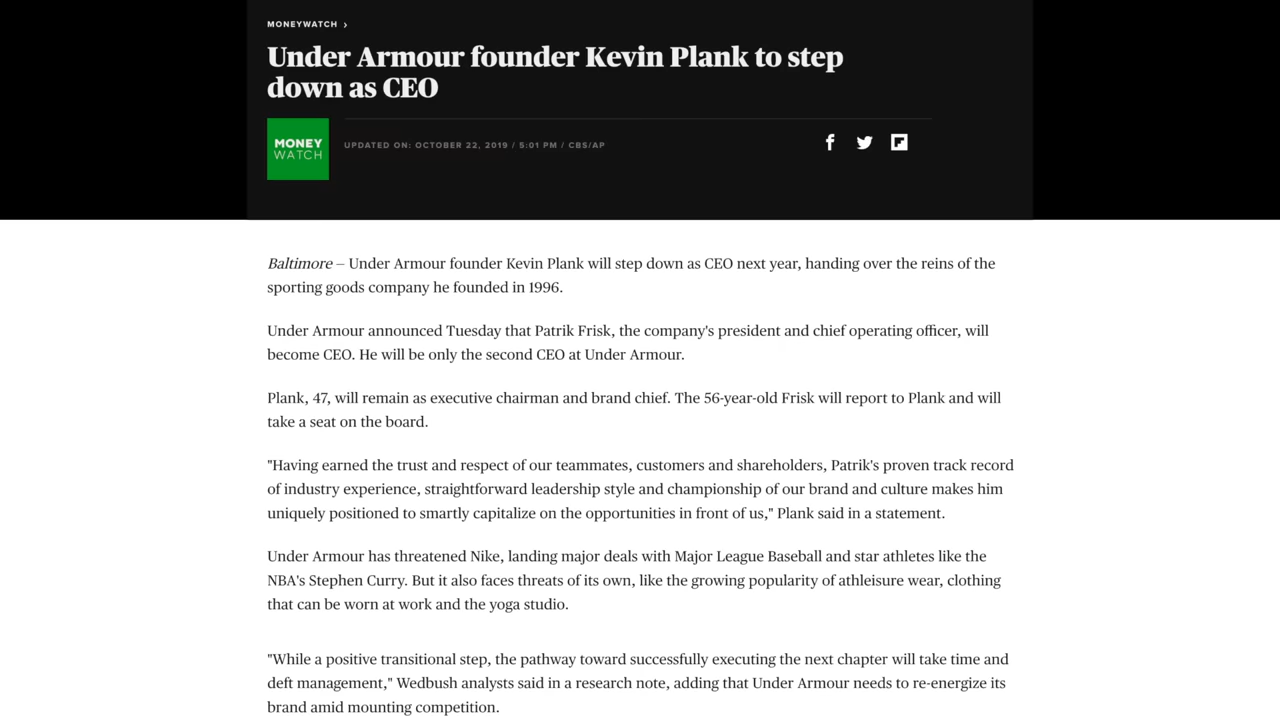 MONEYWATCH ›
Under Armour founder Kevin Plank to step
down as CEO
MONEY
WATCH
UPDATED ON: OCTOBER 22, 2019 / 5:01 PM / CBS/AP
Baltimore — Under Armour founder Kevin Plank will step down as CEO next year, handing over the reins of the
sporting goods company he founded in 1996.
Under Armour announced Tuesday that Patrik Frisk, the company's president and chief operating officer, will
become CEO. He will be only the second CEO at Under Armour.
Plank, 47, will remain as executive chairman and brand chief. The 56-year-old Frisk will report to Plank and will
take a seat on the board.
"Having earned the trust and respect of our teammates, customers and shareholders, Patrik's proven track record
of industry experience, straightforward leadership style and championship of our brand and culture makes him
uniquely positioned to smartly capitalize on the opportunities in front of us," Plank said in a statement.
Under Armour has threatened Nike, landing major deals with Major League Baseball and star athletes like the
NBA's Stephen Curry. But it also faces threats of its own, like the growing popularity of athleisure wear, clothing
that can be worn at work and the yoga studio.
"While a positive transitional step, the pathway toward successfully executing the next chapter will take time and
deft management," Wedbush analysts said in a research note, adding that Under Armour needs to re-energize its
brand amid mounting competition.